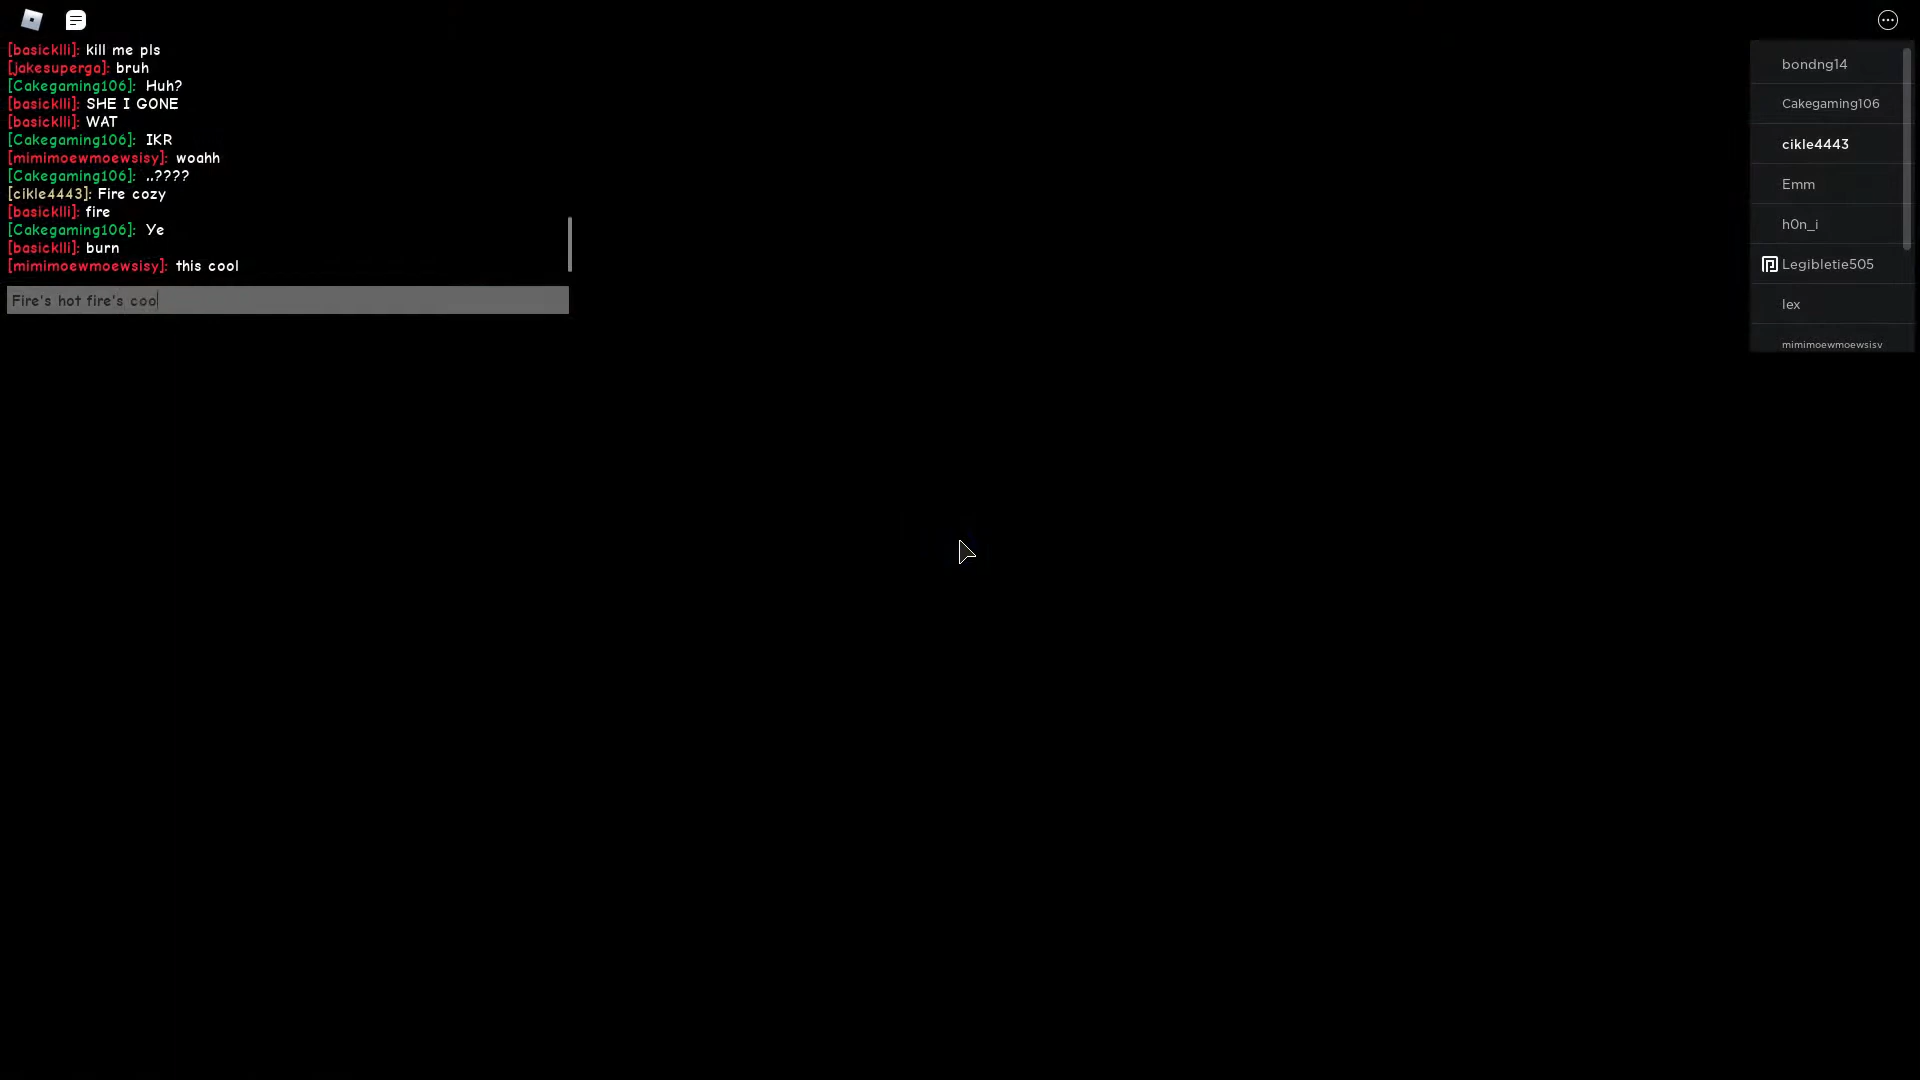 [basicklli]: kill me pls
[jakesuperga]: bruh
[Cakegaming106]: Huh?
[basicklli]: SHE I GONE
[basicklli]: WAT
[Cakegaming106]: IKR
[mimimoewmoewsisy]: woahh
[Cakegaming106]: ..????
[cikle4443]: Fire cozy
[basicklli]: fire
[Cakegaming106]: Ye
[basicklli]: burn
[mimimoewmoewsisy]: this cool
Fire's hot fire's coo
bondng14
Cakegaming106
cikle4443
Emm
h0n_i
Legibletie505
lex
mimimoewmoewsisy